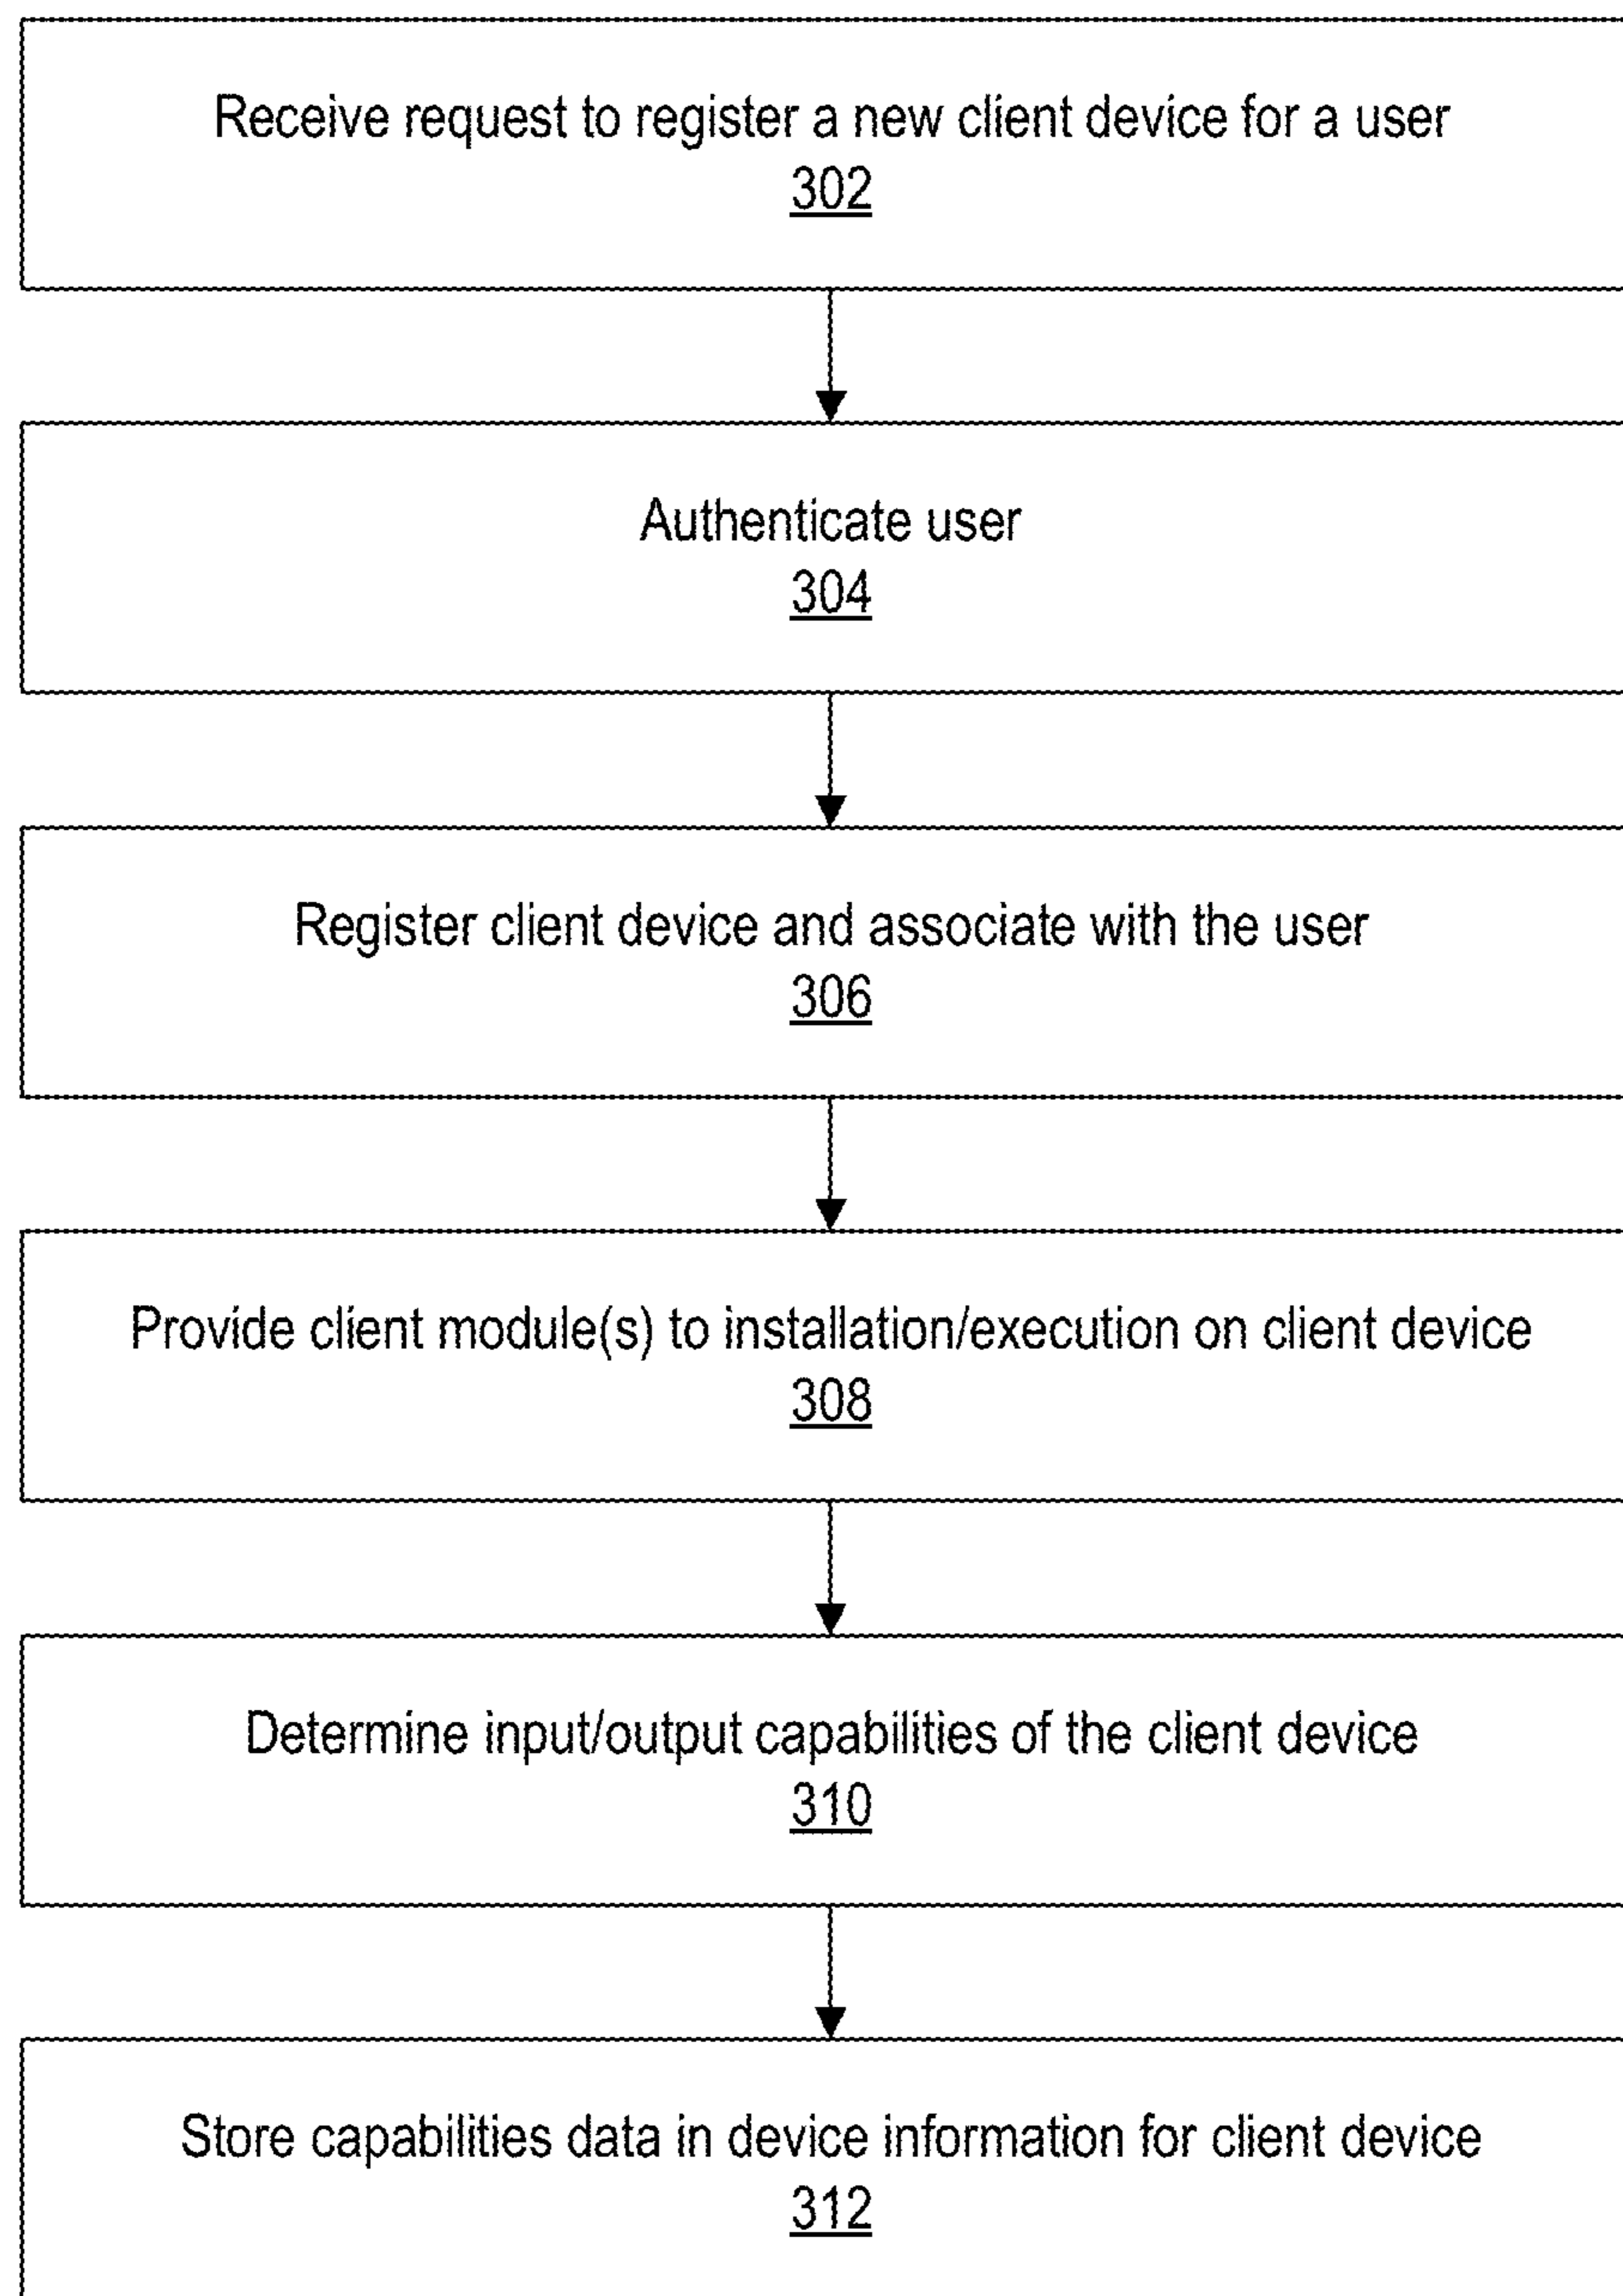 Receive request to register a new client device for a user
302
Authenticate user
304
Register client device and associate with the user
306
Provide client module(s) to installation/execution on client device
308
Determine input/output capabilities of the client device
310
Store capabilities data in device information for client device
312